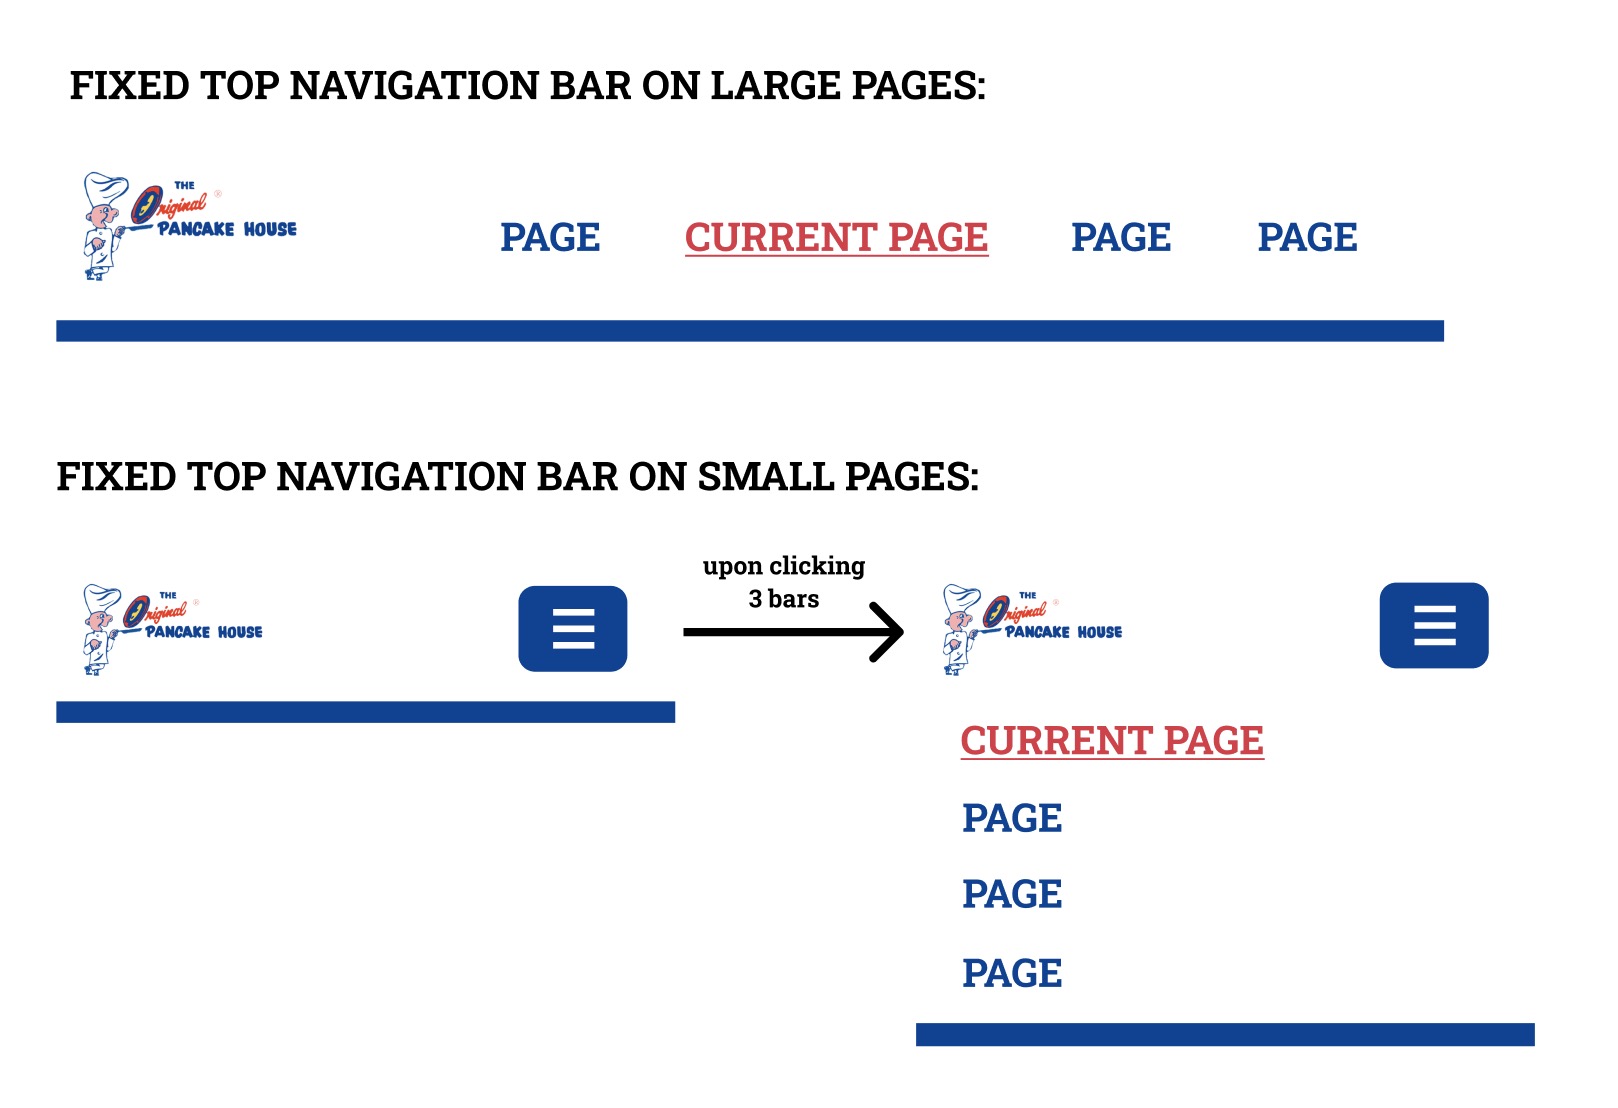 FIXED TOP NAVIGATION BAR ON LARGE PAGES:
THE
Original ®
PANCAKE HOUSE
PAGE CURRENT PAGE PAGE PAGE
FIXED TOP NAVIGATION BAR ON SMALL PAGES:
THE
Original ®
PANCAKE HOUSE
upon clicking
3 bars
THE
Original ®
PANCAKE HOUSE
CURRENT PAGE
PAGE
PAGE
PAGE